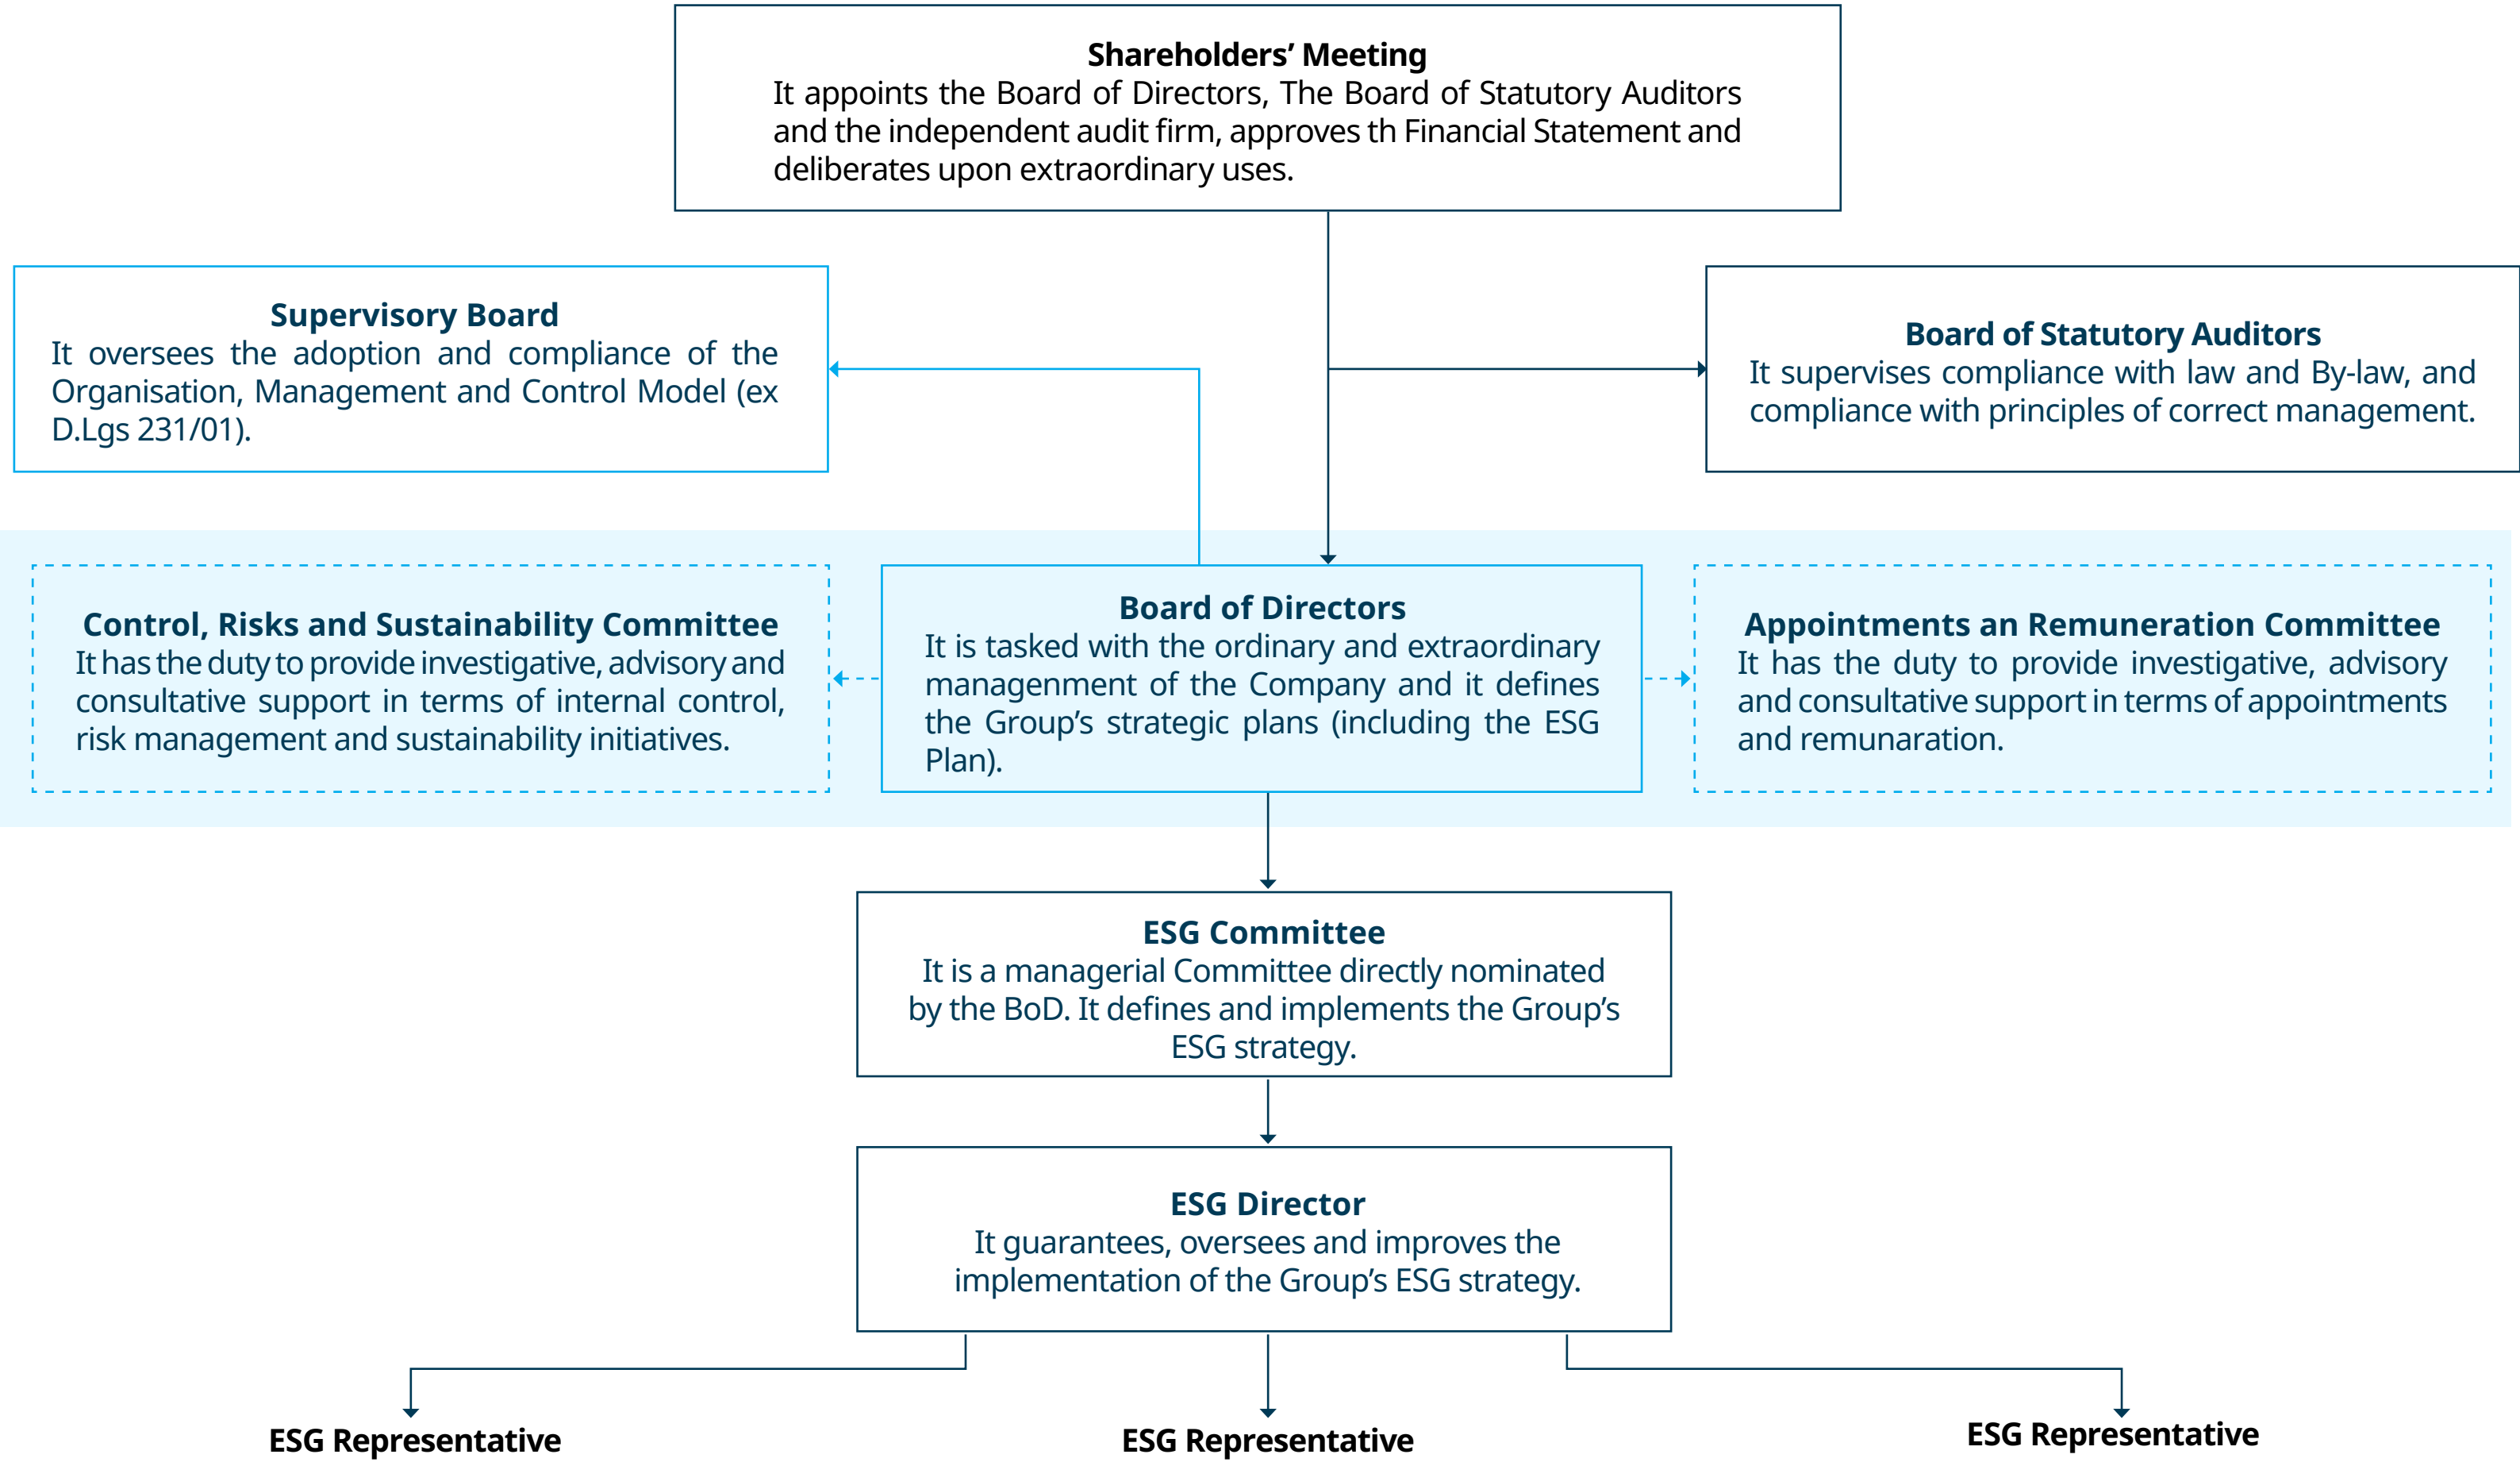 Shareholders’ Meeting
It appoints the Board of Directors, The Board of Statutory Auditors
and the independent audit firm, approves th Financial Statement and
deliberates upon extraordinary uses.
Supervisory Board
It oversees the adoption and compliance of the
Organisation, Management and Control Model (ex
D.Lgs 231/01).
Board of Statutory Auditors
It supervises compliance with law and By-law, and
compliance with principles of correct management.
Control, Risks and Sustainability Committee
It has the duty to provide investigative, advisory and
consultative support in terms of internal control,
risk management and sustainability initiatives.
Board of Directors
It is tasked with the ordinary and extraordinary
managenment of the Company and it defines
the Group’s strategic plans (including the ESG
Plan).
Appointments an Remuneration Committee
It has the duty to provide investigative, advisory
and consultative support in terms of appointments
and remunaration.
ESG Committee
It is a managerial Committee directly nominated
by the BoD. It defines and implements the Group’s
ESG strategy.
ESG Director
It guarantees, oversees and improves the
implementation of the Group’s ESG strategy.
ESG Representative
ESG Representative
ESG Representative